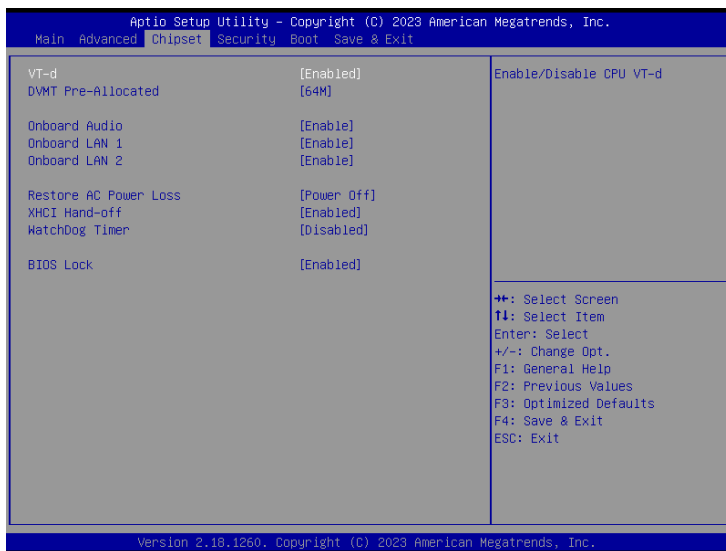 Aptio Setup Utility – Copyright (C) 2023 American Megatrends, Inc.
Main Advanced Chipset Security Boot Save & Exit
VT-d [Enabled]
DVMT Pre-Allocated [64M]
Onboard Audio [Enable]
Onboard LAN 1 [Enable]
Onboard LAN 2 [Enable]
Restore AC Power Loss [Power Off]
XHCI Hand-off [Enabled]
WatchDog Timer [Disabled]
BIOS Lock [Enabled]
Enable/Disable CPU VT-d
→←: Select Screen
↑↓: Select Item
Enter: Select
+/-: Change Opt.
F1: General Help
F2: Previous Values
F3: Optimized Defaults
F4: Save & Exit
ESC: Exit
Version 2.18.1260. Copyright (C) 2023 American Megatrends, Inc.